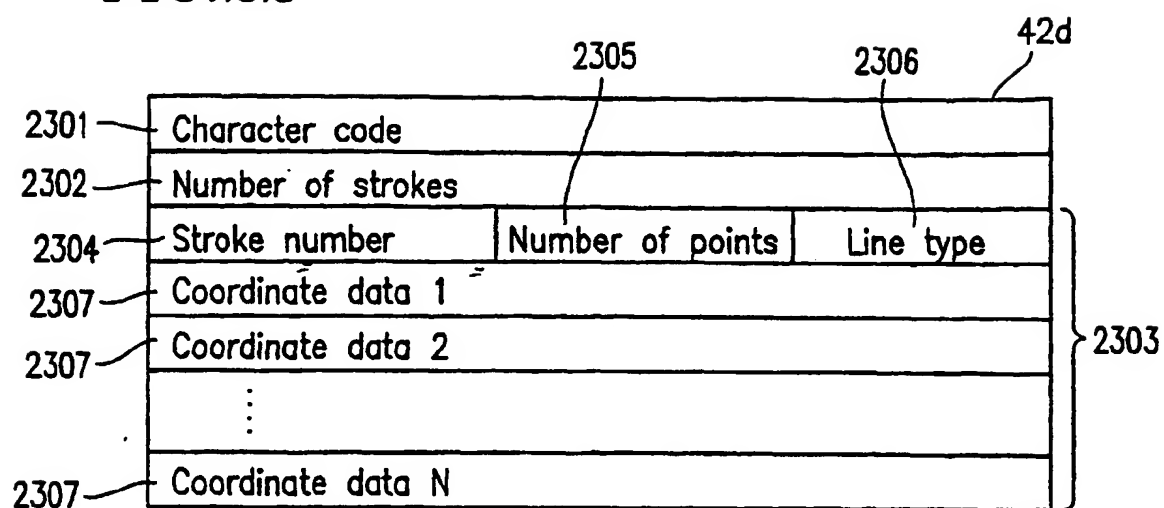 42d
2305 2306
2301 Character code
2302 Number of strokes
2304 Stroke number Number of points Line type
2307 Coordinate data 1
2307 Coordinate data 2
2303
2307 Coordinate data N